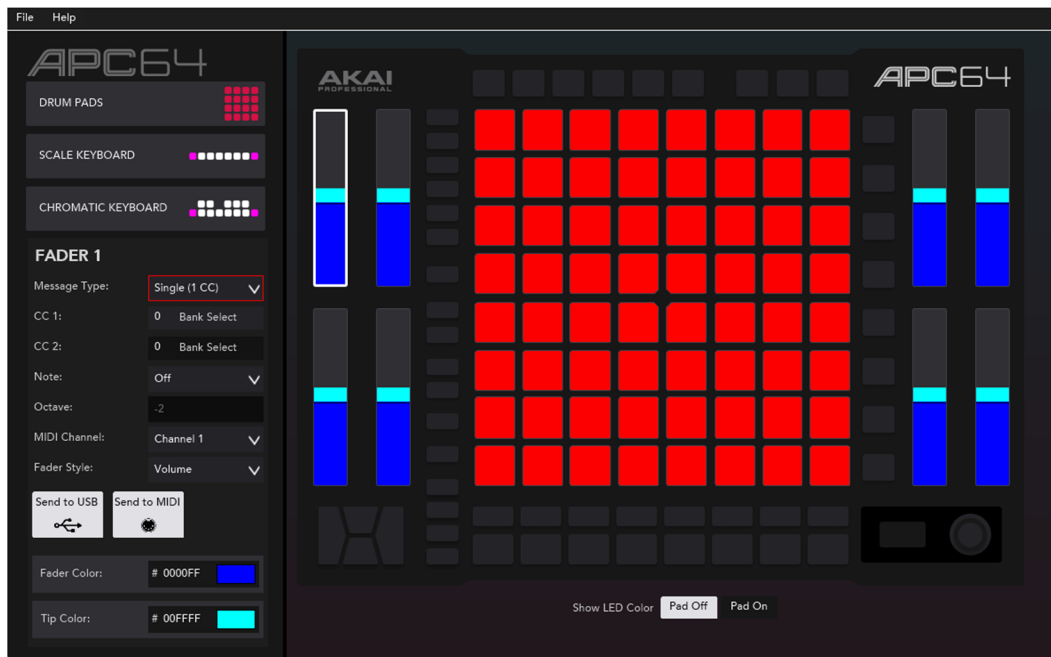 File Help
APC64
DRUM PADS
SCALE KEYBOARD
CHROMATIC KEYBOARD
FADER 1
Message Type: Single (1 CC)
CC 1: 0 Bank Select
CC 2: 0 Bank Select
Note: Off
Octave: -2
MIDI Channel: Channel 1
Fader Style: Volume
Send to USB Send to MIDI
Fader Color: # 0000FF
Tip Color: # 00FFFF
AKAI
PROFESSIONAL
APC64
Show LED Color Pad Off Pad On